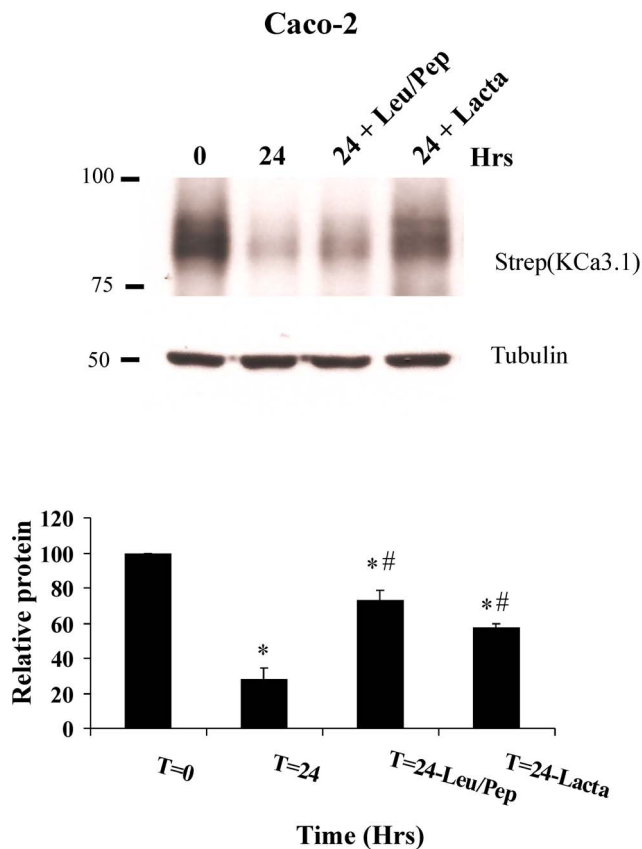 Caco-2
0 24 24 + Leu/Pep 24 + Lacta Hrs
100
75
Strep(KCa3.1)
50
Tubulin
Relative protein
120
100
80
60
40
20
0
*
*#
*#
T=0 T=24 T=24-Leu/Pep T=24-Lacta
Time (Hrs)